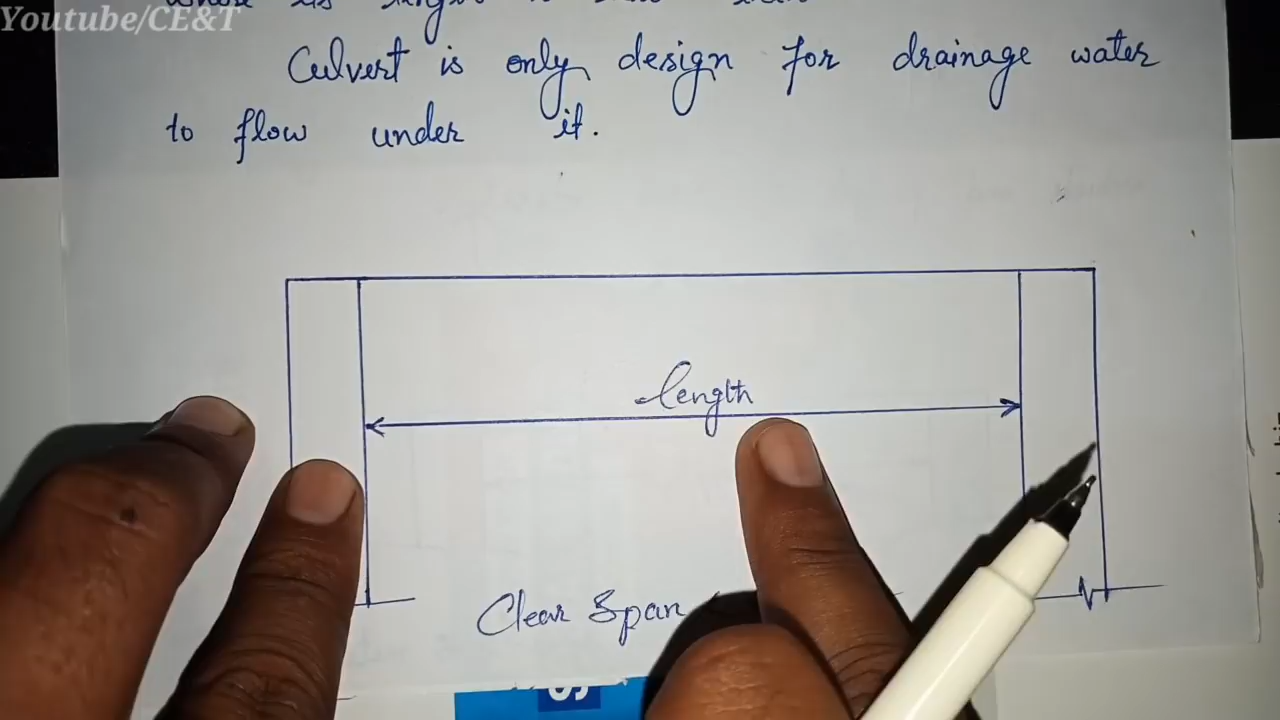 Youtube/CE&T
Culvert is only design for drainage water
to flow under it.
length
Clear Span